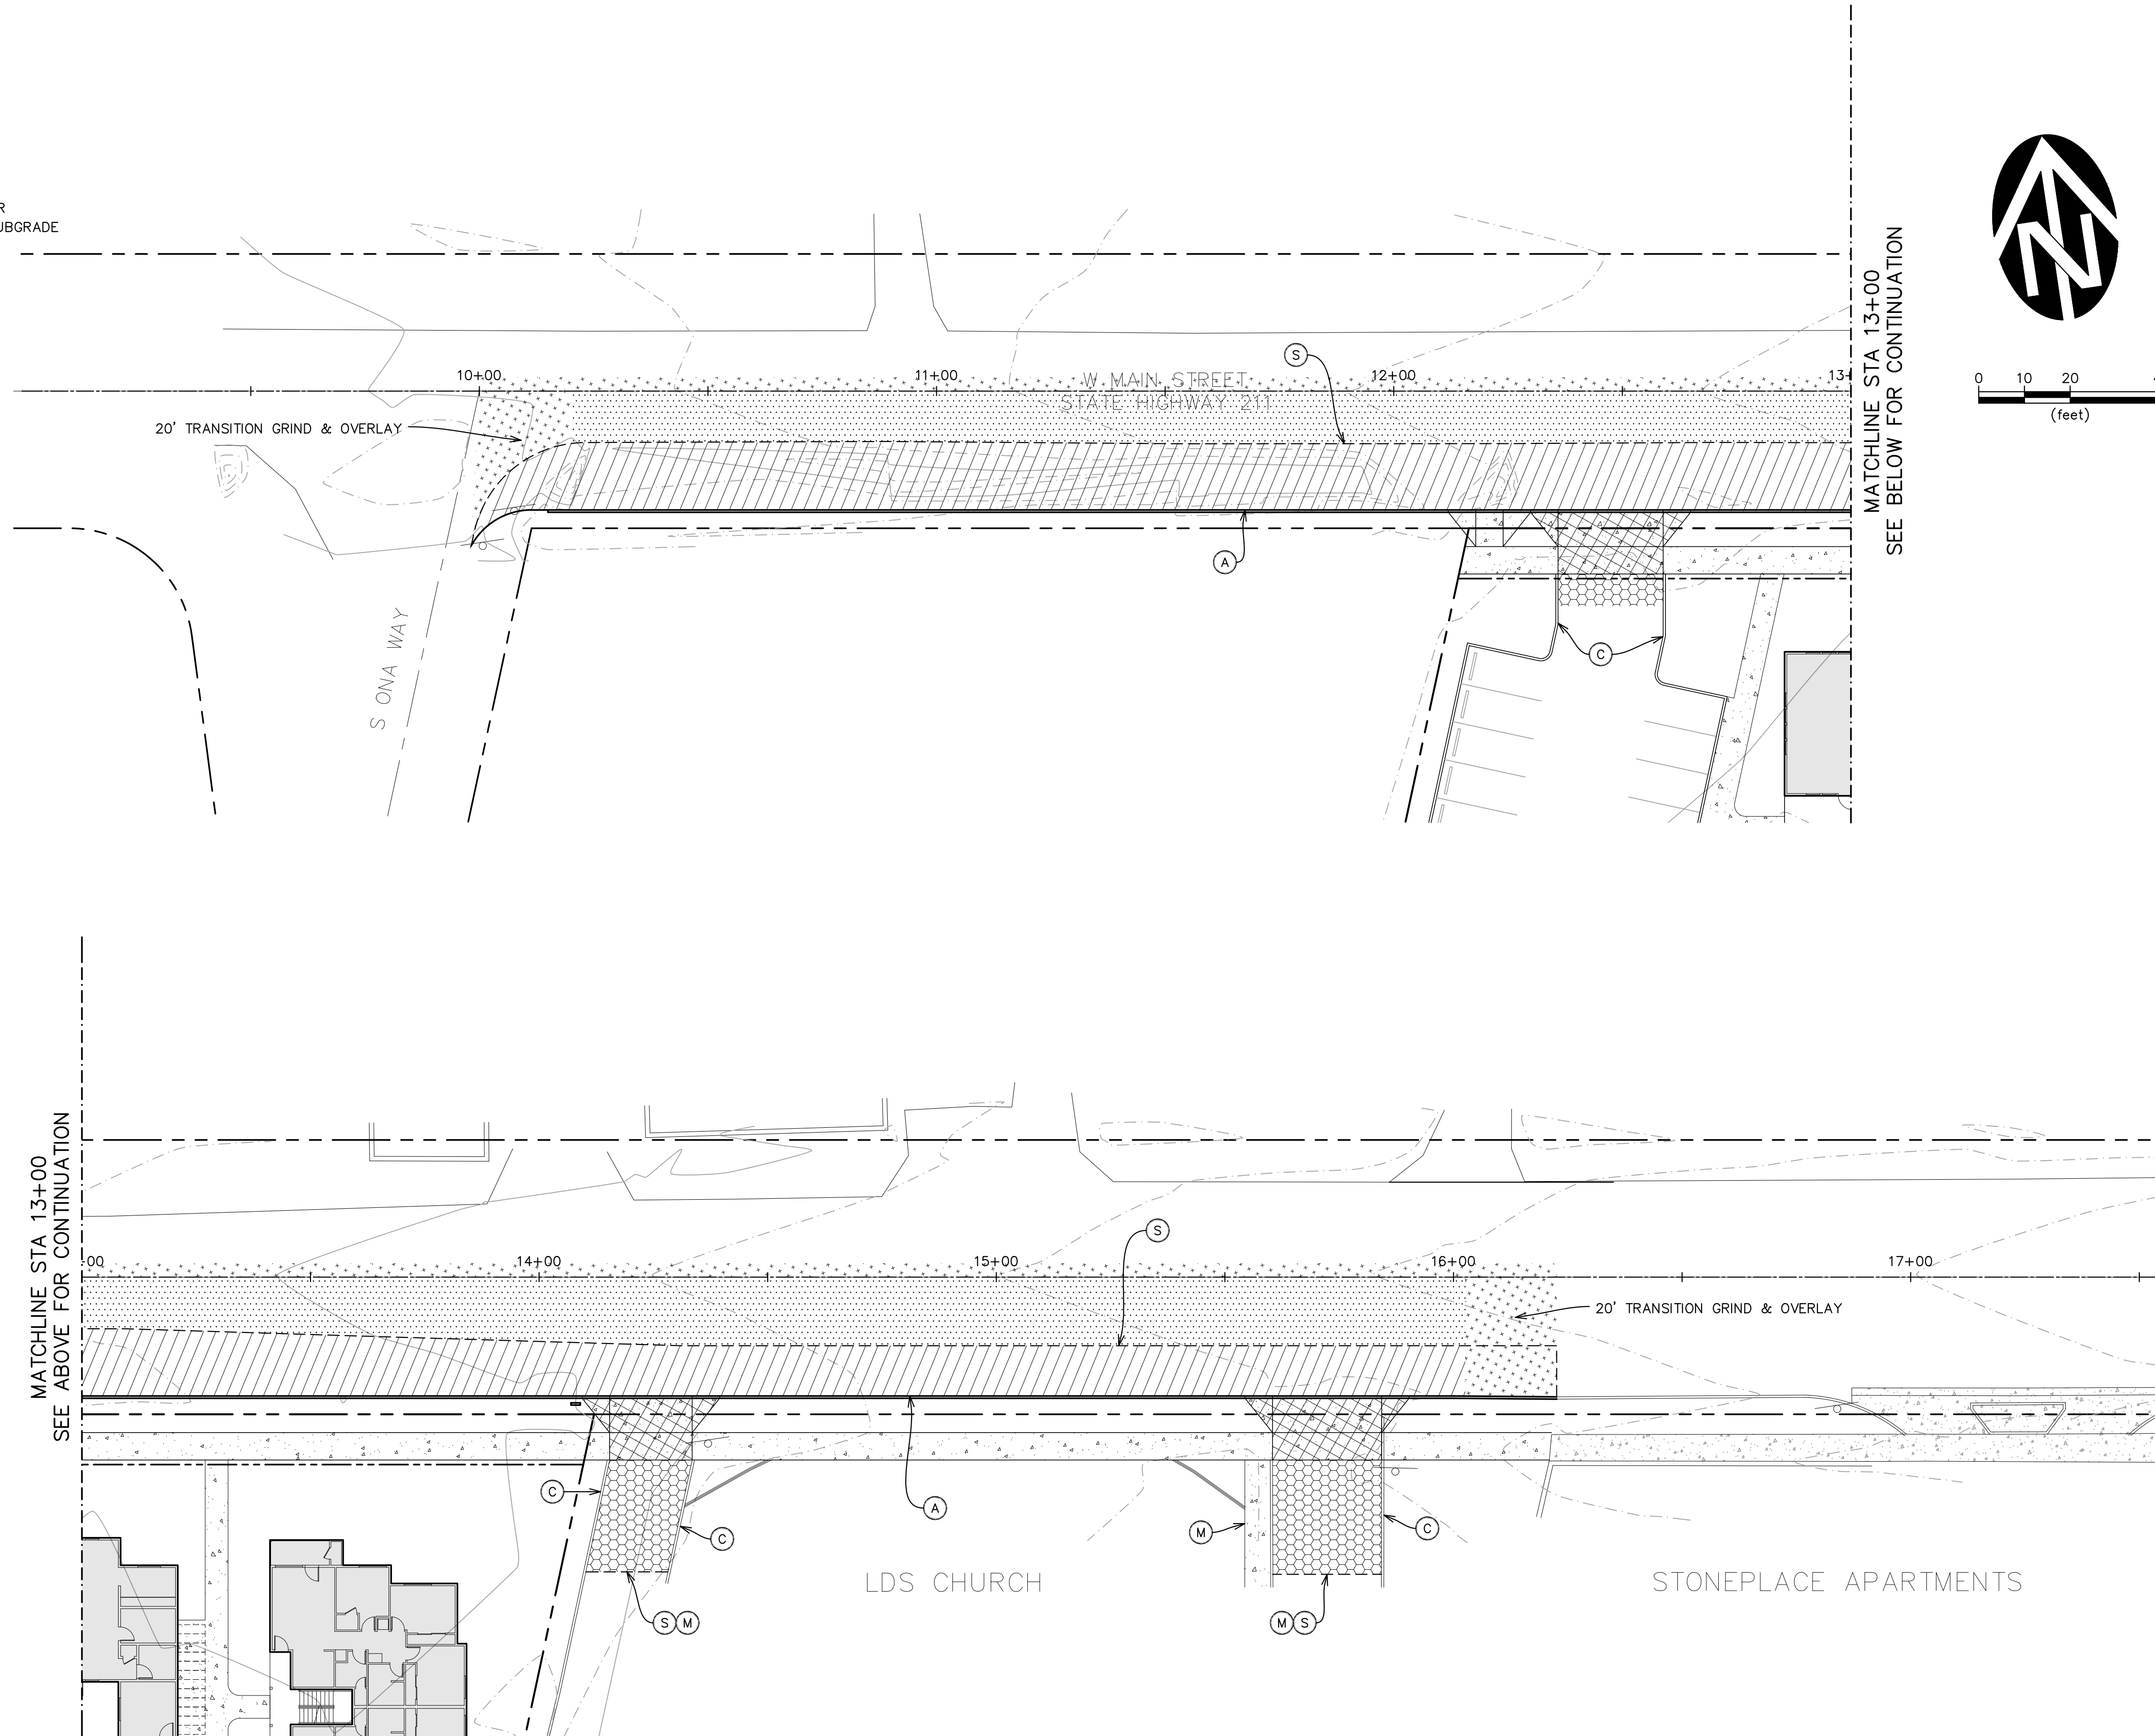 R
UBGRADE
10+00
11+00
12+00
13+
W MAIN STREET
STATE HIGHWAY 211
S
20' TRANSITION GRIND & OVERLAY
A
C
S ONA WAY
MATCHLINE STA 13+00
SEE BELOW FOR CONTINUATION
N
0 10 20
(feet)
MATCHLINE STA 13+00
SEE ABOVE FOR CONTINUATION
S
-00
14+00
15+00
16+00
17+00
20' TRANSITION GRIND & OVERLAY
C
A
C
M
C
LDS CHURCH
STONEPLACE APARTMENTS
S M
M S